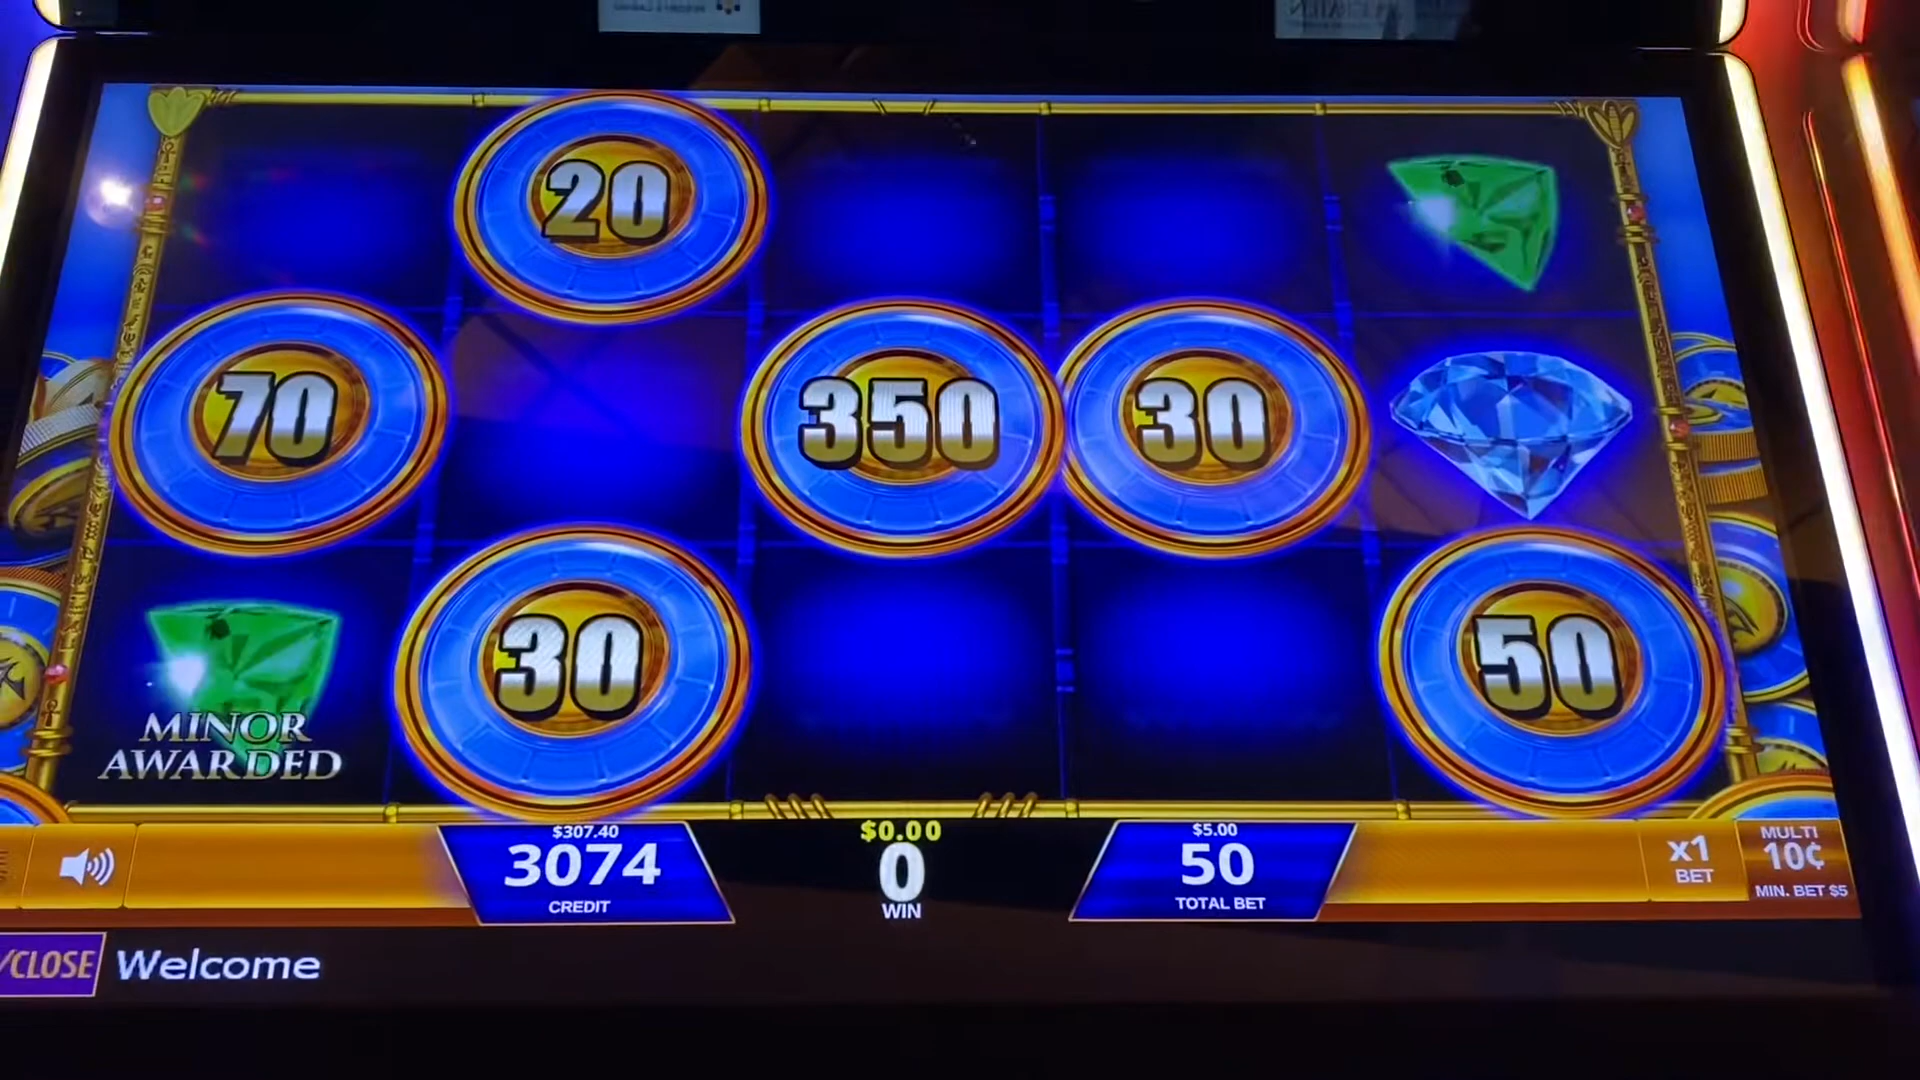 20
70
350
30
30
50
MINOR
AWARDED
$307.40
3074
CREDIT
$0.00
0
WIN
$5.00
50
TOTAL BET
x1
BET
MULTI
10¢
MIN. BET $5
/CLOSE
Welcome